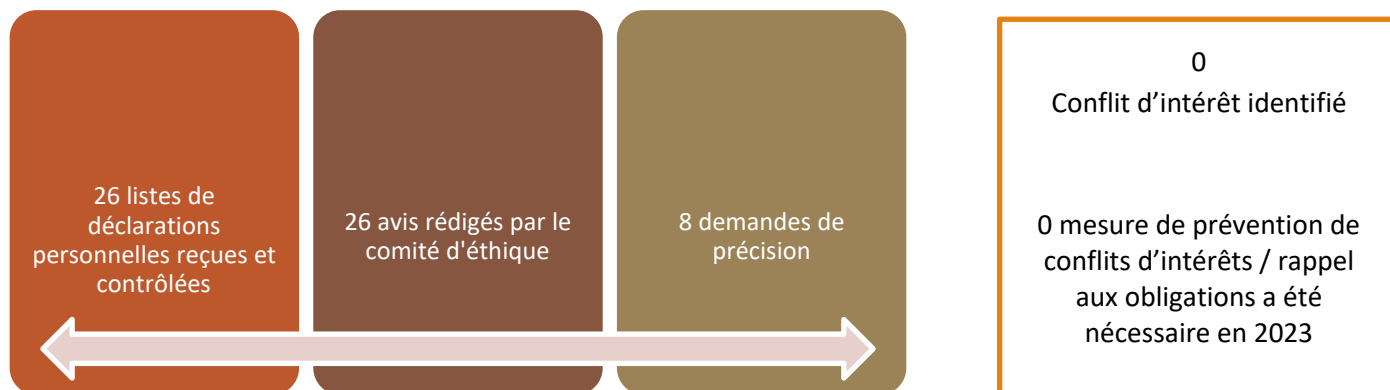 26 listes de
déclarations
personnelles reçues et
contrôlées
26 avis rédigés par le
comité d'éthique
8 demandes de
précision
0
Conflit d’intérêt identifié
0 mesure de prévention de
conflits d’intérêts / rappel
aux obligations a été
nécessaire en 2023